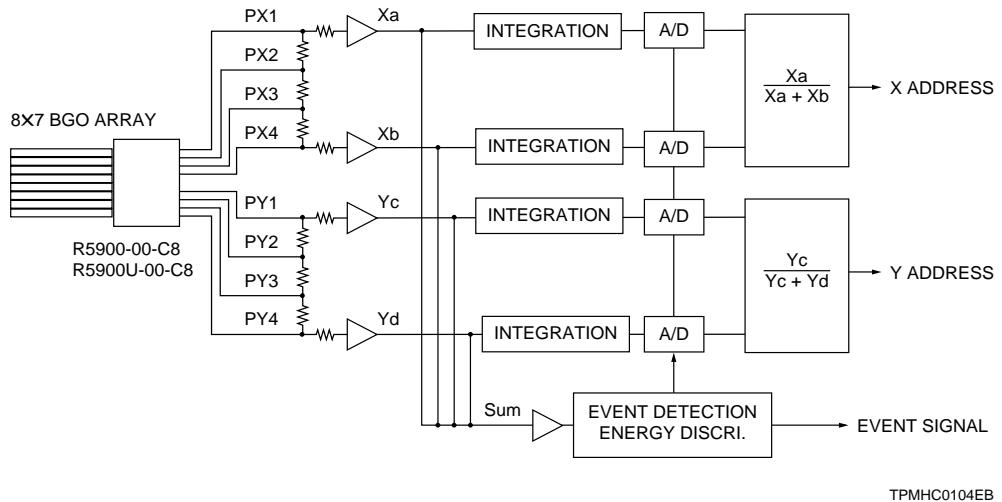 PX1
PX2
PX3
PX4
8X7 BGO ARRAY
R5900-00-C8
R5900U-00-C8
PY1
PY2
PY3
PY4
Xa
Xb
Yc
Yd
INTEGRATION
A/D
INTEGRATION
A/D
INTEGRATION
A/D
INTEGRATION
A/D
Xa
Xa + Xb
X ADDRESS
Yc
Yc + Yd
Y ADDRESS
Sum
EVENT DETECTION
ENERGY DISCRI.
EVENT SIGNAL
TPMHC0104EB